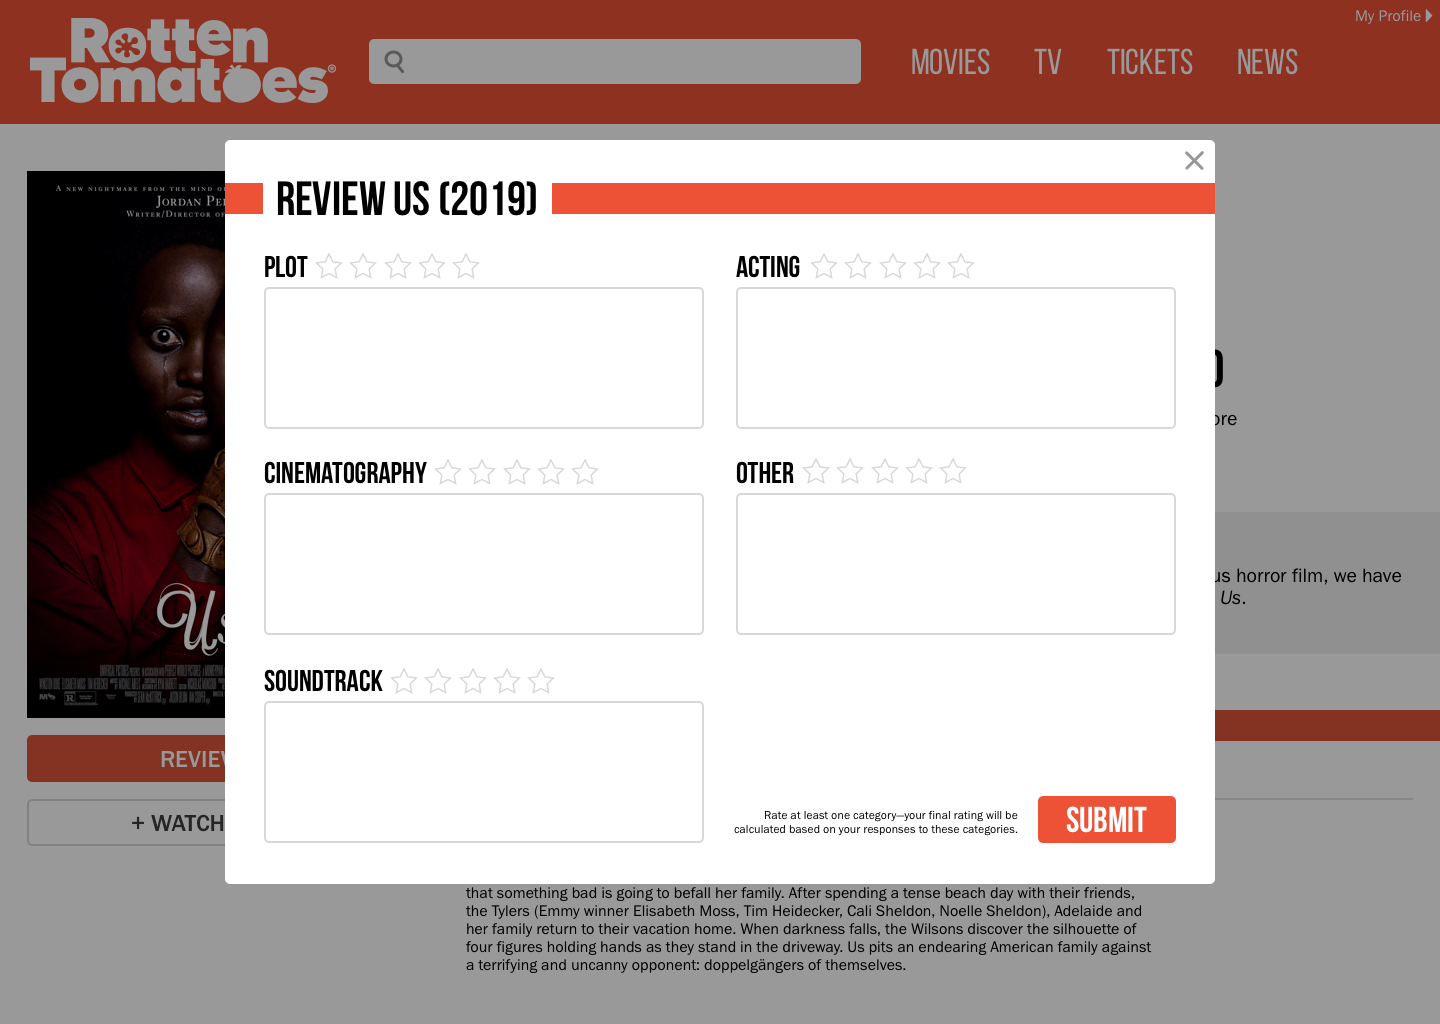 My Profile
Rotten
Tomatoes®
MOVIES TV TICKETS NEWS
A NEW NIGHTMARE FROM THE MIND OF
JORDAN
WRITER/DIRECTOR OF
Us
R
REVIEW
+ WATCH
REVIEW US (2019)
PLOT
ACTING
CINEMATOGRAPHY
OTHER
SOUNDTRACK
Rate at least one category—your final rating will be
calculated based on your responses to these categories.
SUBMIT
)
ore
us horror film, we have
Us.
that something bad is going to befall her family. After spending a tense beach day with their friends,
the Tylers (Emmy winner Elisabeth Moss, Tim Heidecker, Cali Sheldon, Noelle Sheldon), Adelaide and
her family return to their vacation home. When darkness falls, the Wilsons discover the silhouette of
four figures holding hands as they stand in the driveway. Us pits an endearing American family against
a terrifying and uncanny opponent: doppelgängers of themselves.